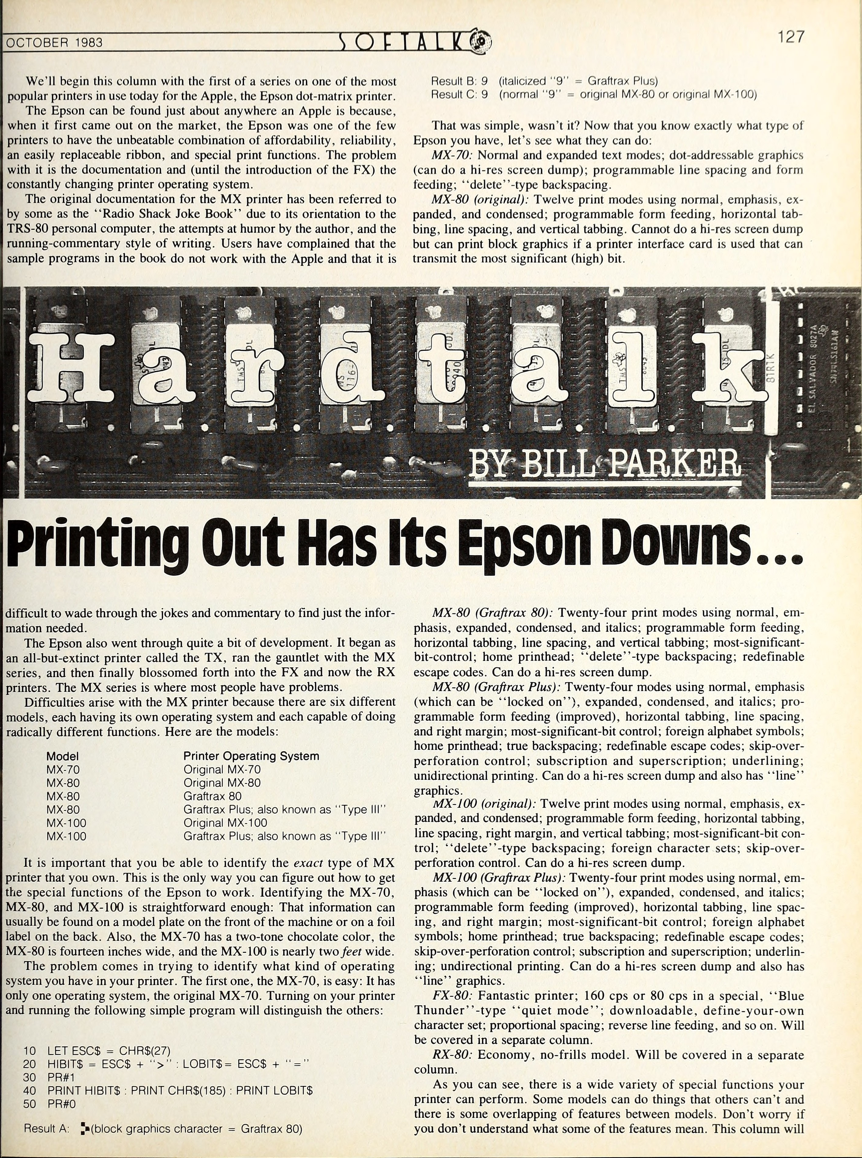 OCTOBER 1983
SOFTALK
127
We'll begin this column with the first of a series on one of the most
popular printers in use today for the Apple, the Epson dot-matrix printer.
The Epson can be found just about anywhere an Apple is because,
when it first came out on the market, the Epson was one of the few
printers to have the unbeatable combination of affordability, reliability,
an easily replaceable ribbon, and special print functions. The problem
with it is the documentation and (until the introduction of the FX) the
constantly changing printer operating system.
The original documentation for the MX printer has been referred to
by some as the "Radio Shack Joke Book" due to its orientation to the
TRS-80 personal computer, the attempts at humor by the author, and the
running-commentary style of writing. Users have complained that the
sample programs in the book do not work with the Apple and that it is
Result B: 9 (italicized "9" = Graftrax Plus)
Result C: 9 (normal "9" = original MX-80 or original MX-100)
That was simple, wasn't it? Now that you know exactly what type of
Epson you have, let's see what they can do:
MX-70: Normal and expanded text modes; dot-addressable graphics
(can do a hi-res screen dump); programmable line spacing and form
feeding; "delete"-type backspacing.
MX-80 (original): Twelve print modes using normal, emphasis, ex-
panded, and condensed; programmable form feeding, horizontal tab-
bing, line spacing, and vertical tabbing. Cannot do a hi-res screen dump
but can print block graphics if a printer interface card is used that can
transmit the most significant (high) bit.
Hardtalk
EL SALVADOR 8027A
81R1K
BY BILL PARKER
Printing Out Has Its Epson Downs...
difficult to wade through the jokes and commentary to find just the infor-
mation needed.
The Epson also went through quite a bit of development. It began as
an all-but-extinct printer called the TX, ran the gauntlet with the MX
series, and then finally blossomed forth into the FX and now the RX
printers. The MX series is where most people have problems.
Difficulties arise with the MX printer because there are six different
models, each having its own operating system and each capable of doing
radically different functions. Here are the models:
Model Printer Operating System
MX-70 Original MX-70
MX-80 Original MX-80
MX-80 Graftrax 80
MX-80 Graftrax Plus; also known as "Type III"
MX-100 Original MX-100
MX-100 Graftrax Plus; also known as "Type III"
It is important that you be able to identify the exact type of MX
printer that you own. This is the only way you can figure out how to get
the special functions of the Epson to work. Identifying the MX-70,
MX-80, and MX-100 is straightforward enough: That information can
usually be found on a model plate on the front of the machine or on a foil
label on the back. Also, the MX-70 has a two-tone chocolate color, the
MX-80 is fourteen inches wide, and the MX-100 is nearly two feet wide.
The problem comes in trying to identify what kind of operating
system you have in your printer. The first one, the MX-70, is easy: It has
only one operating system, the original MX-70. Turning on your printer
and running the following simple program will distinguish the others:
10 LET ESC$ = CHR$(27)
20 HIBIT$ = ESC$ + ">" : LOBIT$ = ESC$ + "="
30 PR#1
40 PRINT HIBIT$ : PRINT CHR$(185) : PRINT LOBIT$
50 PR#0
Result A: (block graphics character = Graftrax 80)
MX-80 (Graftrax 80): Twenty-four print modes using normal, em-
phasis, expanded, condensed, and italics; programmable form feeding,
horizontal tabbing, line spacing, and vertical tabbing; most-significant-
bit-control; home printhead; "delete"-type backspacing; redefinable
escape codes. Can do a hi-res screen dump.
MX-80 (Graftrax Plus): Twenty-four modes using normal, emphasis
(which can be "locked on"), expanded, condensed, and italics; pro-
grammable form feeding (improved), horizontal tabbing, line spacing,
and right margin; most-significant-bit control; foreign alphabet symbols;
home printhead; true backspacing; redefinable escape codes; skip-over-
perforation control; subscription and superscription; underlining;
unidirectional printing. Can do a hi-res screen dump and also has "line"
graphics.
MX-100 (original): Twelve print modes using normal, emphasis, ex-
panded, and condensed; programmable form feeding, horizontal tabbing,
line spacing, right margin, and vertical tabbing; most-significant-bit con-
trol; "delete"-type backspacing; foreign character sets; skip-over-
perforation control. Can do a hi-res screen dump.
MX-100 (Graftrax Plus): Twenty-four print modes using normal, em-
phasis (which can be "locked on"), expanded, condensed, and italics;
programmable form feeding (improved), horizontal tabbing, line spac-
ing, and right margin; most-significant-bit control; foreign alphabet
symbols; home printhead; true backspacing; redefinable escape codes;
skip-over-perforation control; subscription and superscription; underlin-
ing; undirectional printing. Can do a hi-res screen dump and also has
"line" graphics.
FX-80: Fantastic printer; 160 cps or 80 cps in a special, "Blue
Thunder"-type "quiet mode"; downloadable, define-your-own
character set; proportional spacing; reverse line feeding, and so on. Will
be covered in a separate column.
RX-80: Economy, no-frills model. Will be covered in a separate
column.
As you can see, there is a wide variety of special functions your
printer can perform. Some models can do things that others can't and
there is some overlapping of features between models. Don't worry if
you don't understand what some of the features mean. This column will